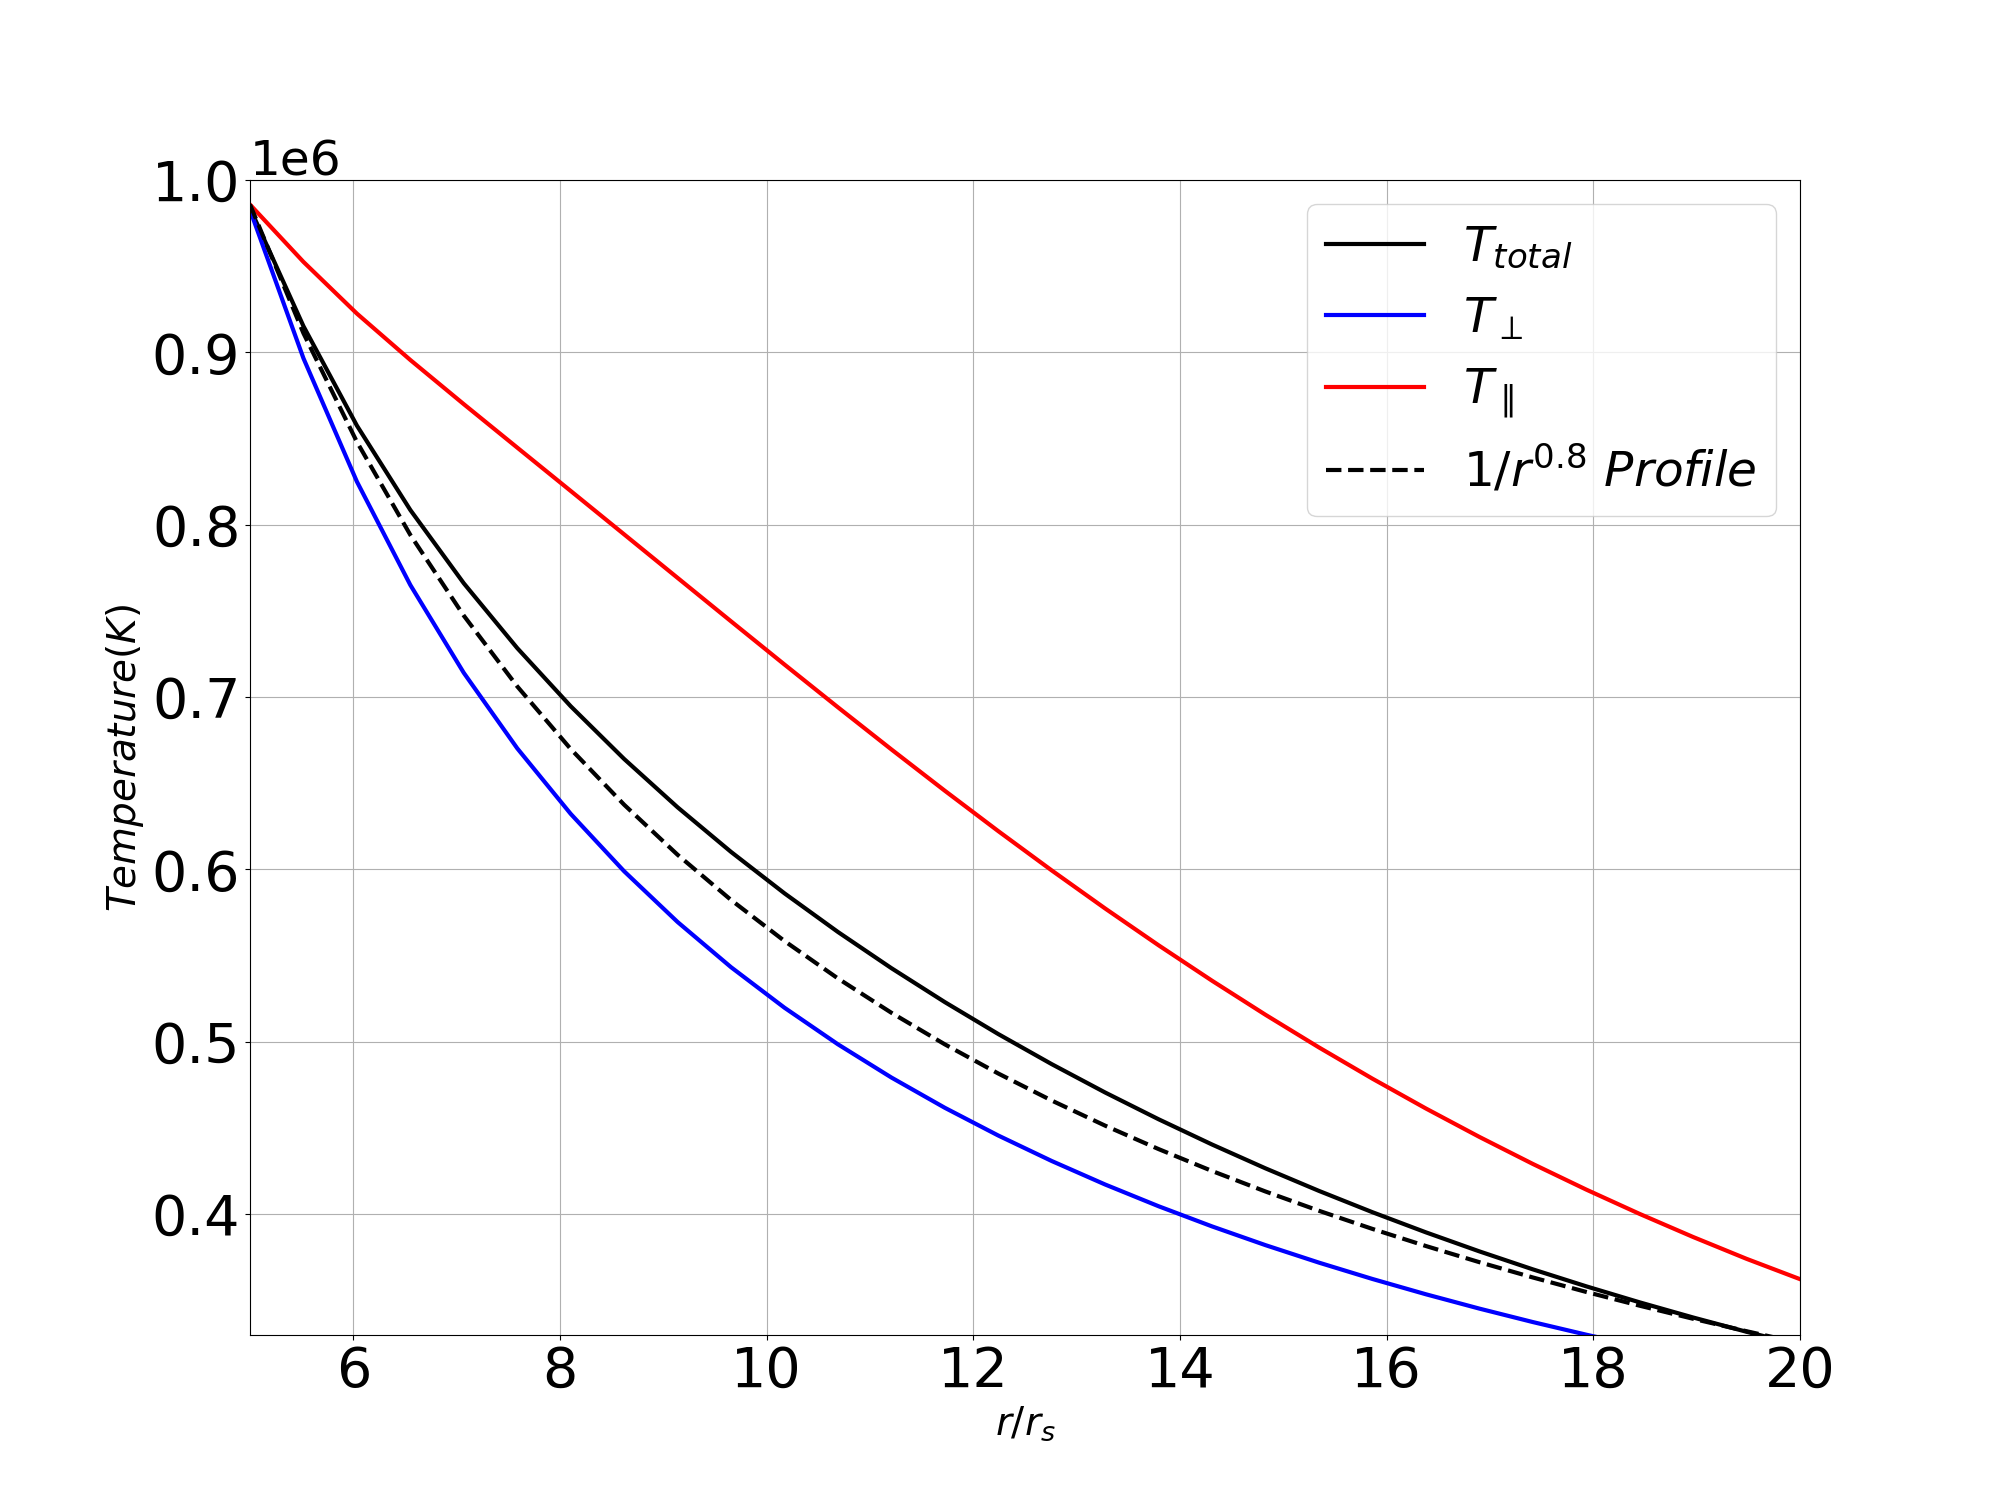 1e6
1.0
0.9
0.8
0.7
0.6
0.5
0.4
Temperature(K)
T_total
T_⊥
T_∥
1/r^0.8 Profile
6 8 10 12 14 16 18 20
r/r_s